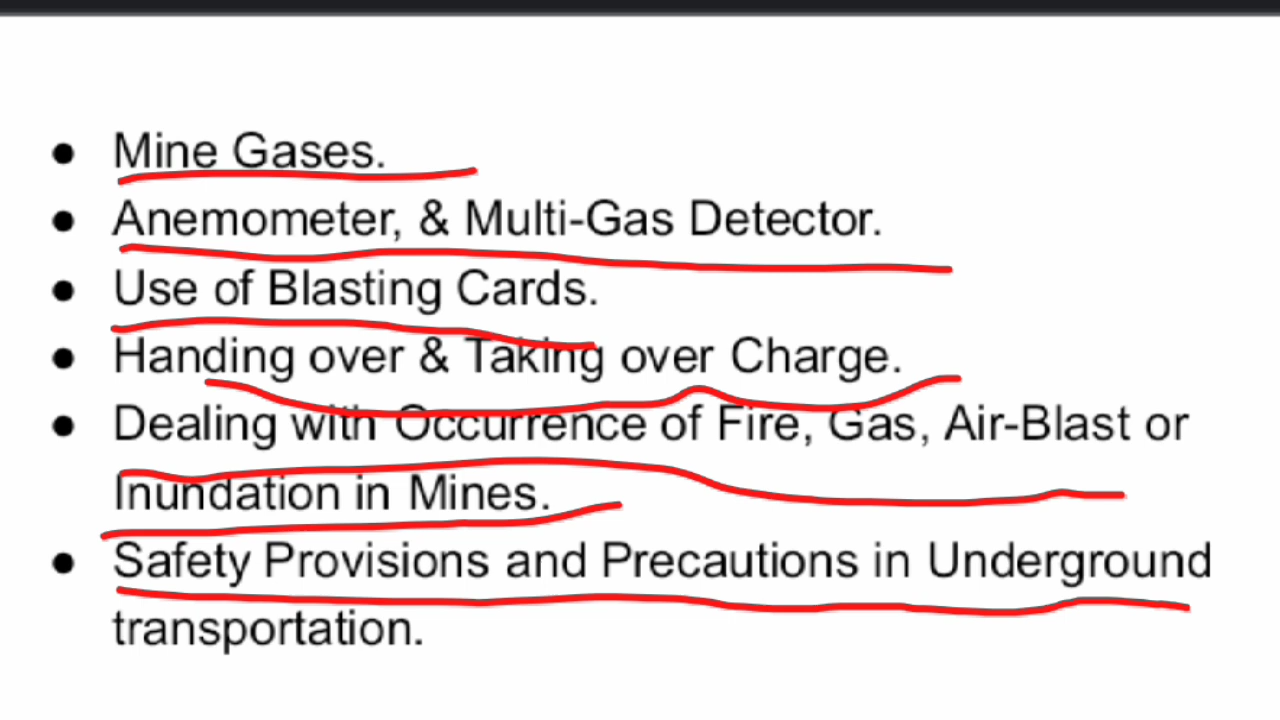 ● Mine Gases.
● Anemometer, & Multi-Gas Detector.
● Use of Blasting Cards.
● Handing over & Taking over Charge.
● Dealing with Occurrence of Fire, Gas, Air-Blast or
Inundation in Mines.
● Safety Provisions and Precautions in Underground
transportation.